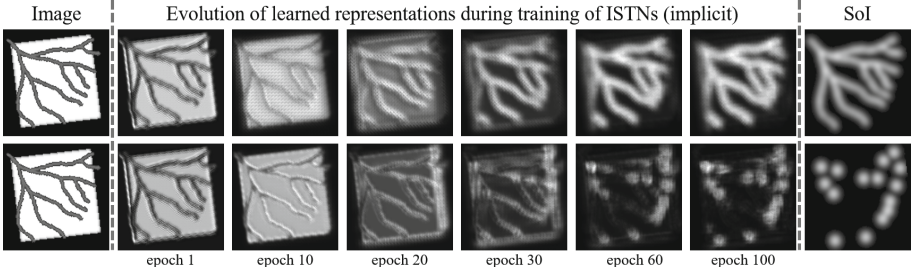 Image
Evolution of learned representations during training of ISTNs (implicit)
SoI
epoch 1
epoch 10
epoch 20
epoch 30
epoch 60
epoch 100